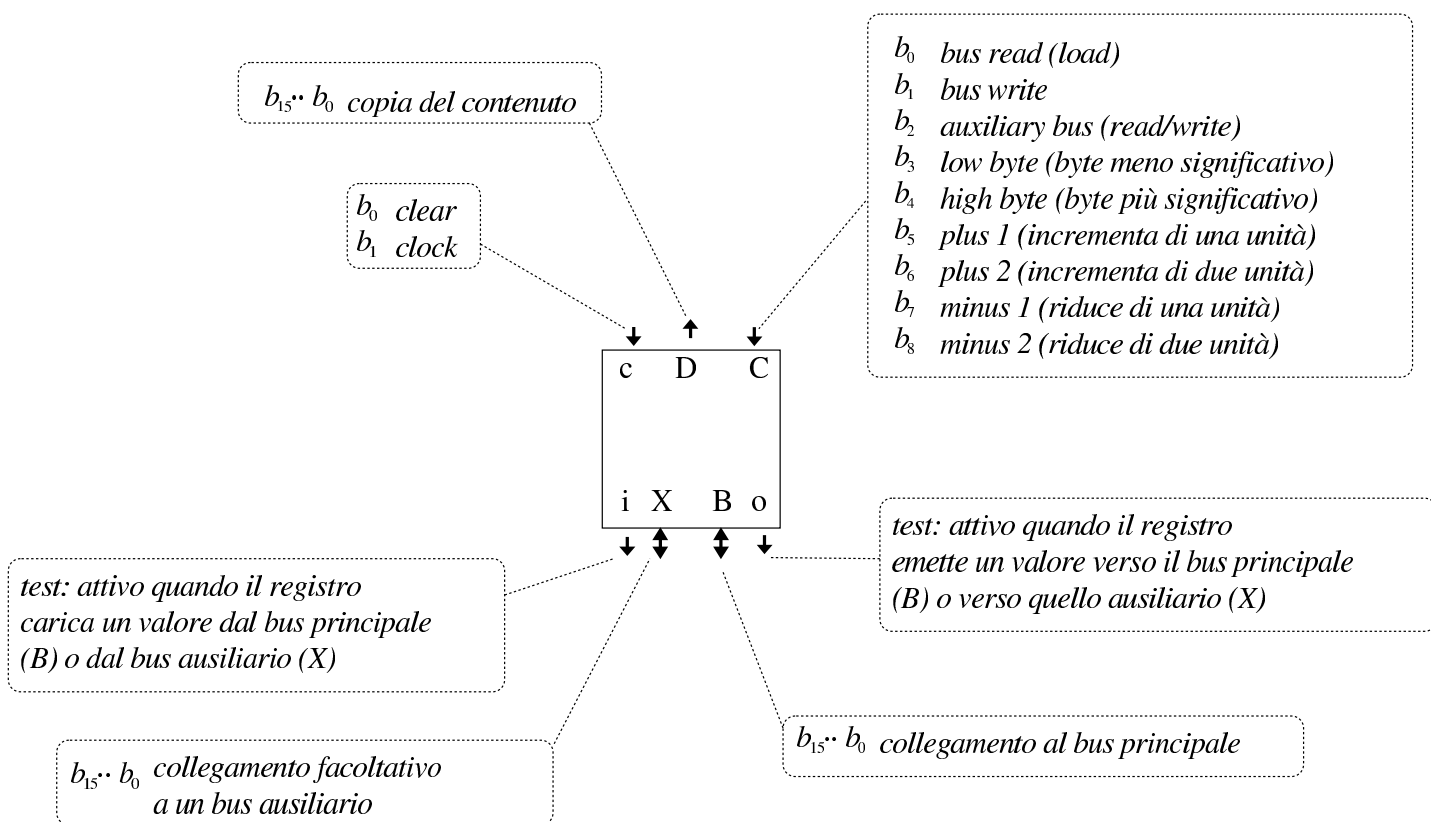 b₁₅·· b₀ copia del contenuto
b₀ clear
b₁ clock
b₀ bus read (load)
b₁ bus write
b₂ auxiliary bus (read/write)
b₃ low byte (byte meno significativo)
b₄ high byte (byte più significativo)
b₅ plus 1 (incrementa di una unità)
b₆ plus 2 (incrementa di due unità)
b₇ minus 1 (riduce di una unità)
b₈ minus 2 (riduce di due unità)
c D C
i X B o
test: attivo quando il registro
carica un valore dal bus principale
(B) o dal bus ausiliario (X)
test: attivo quando il registro
emette un valore verso il bus principale
(B) o verso quello ausiliario (X)
b₁₅·· b₀ collegamento facoltativo
a un bus ausiliario
b₁₅·· b₀ collegamento al bus principale